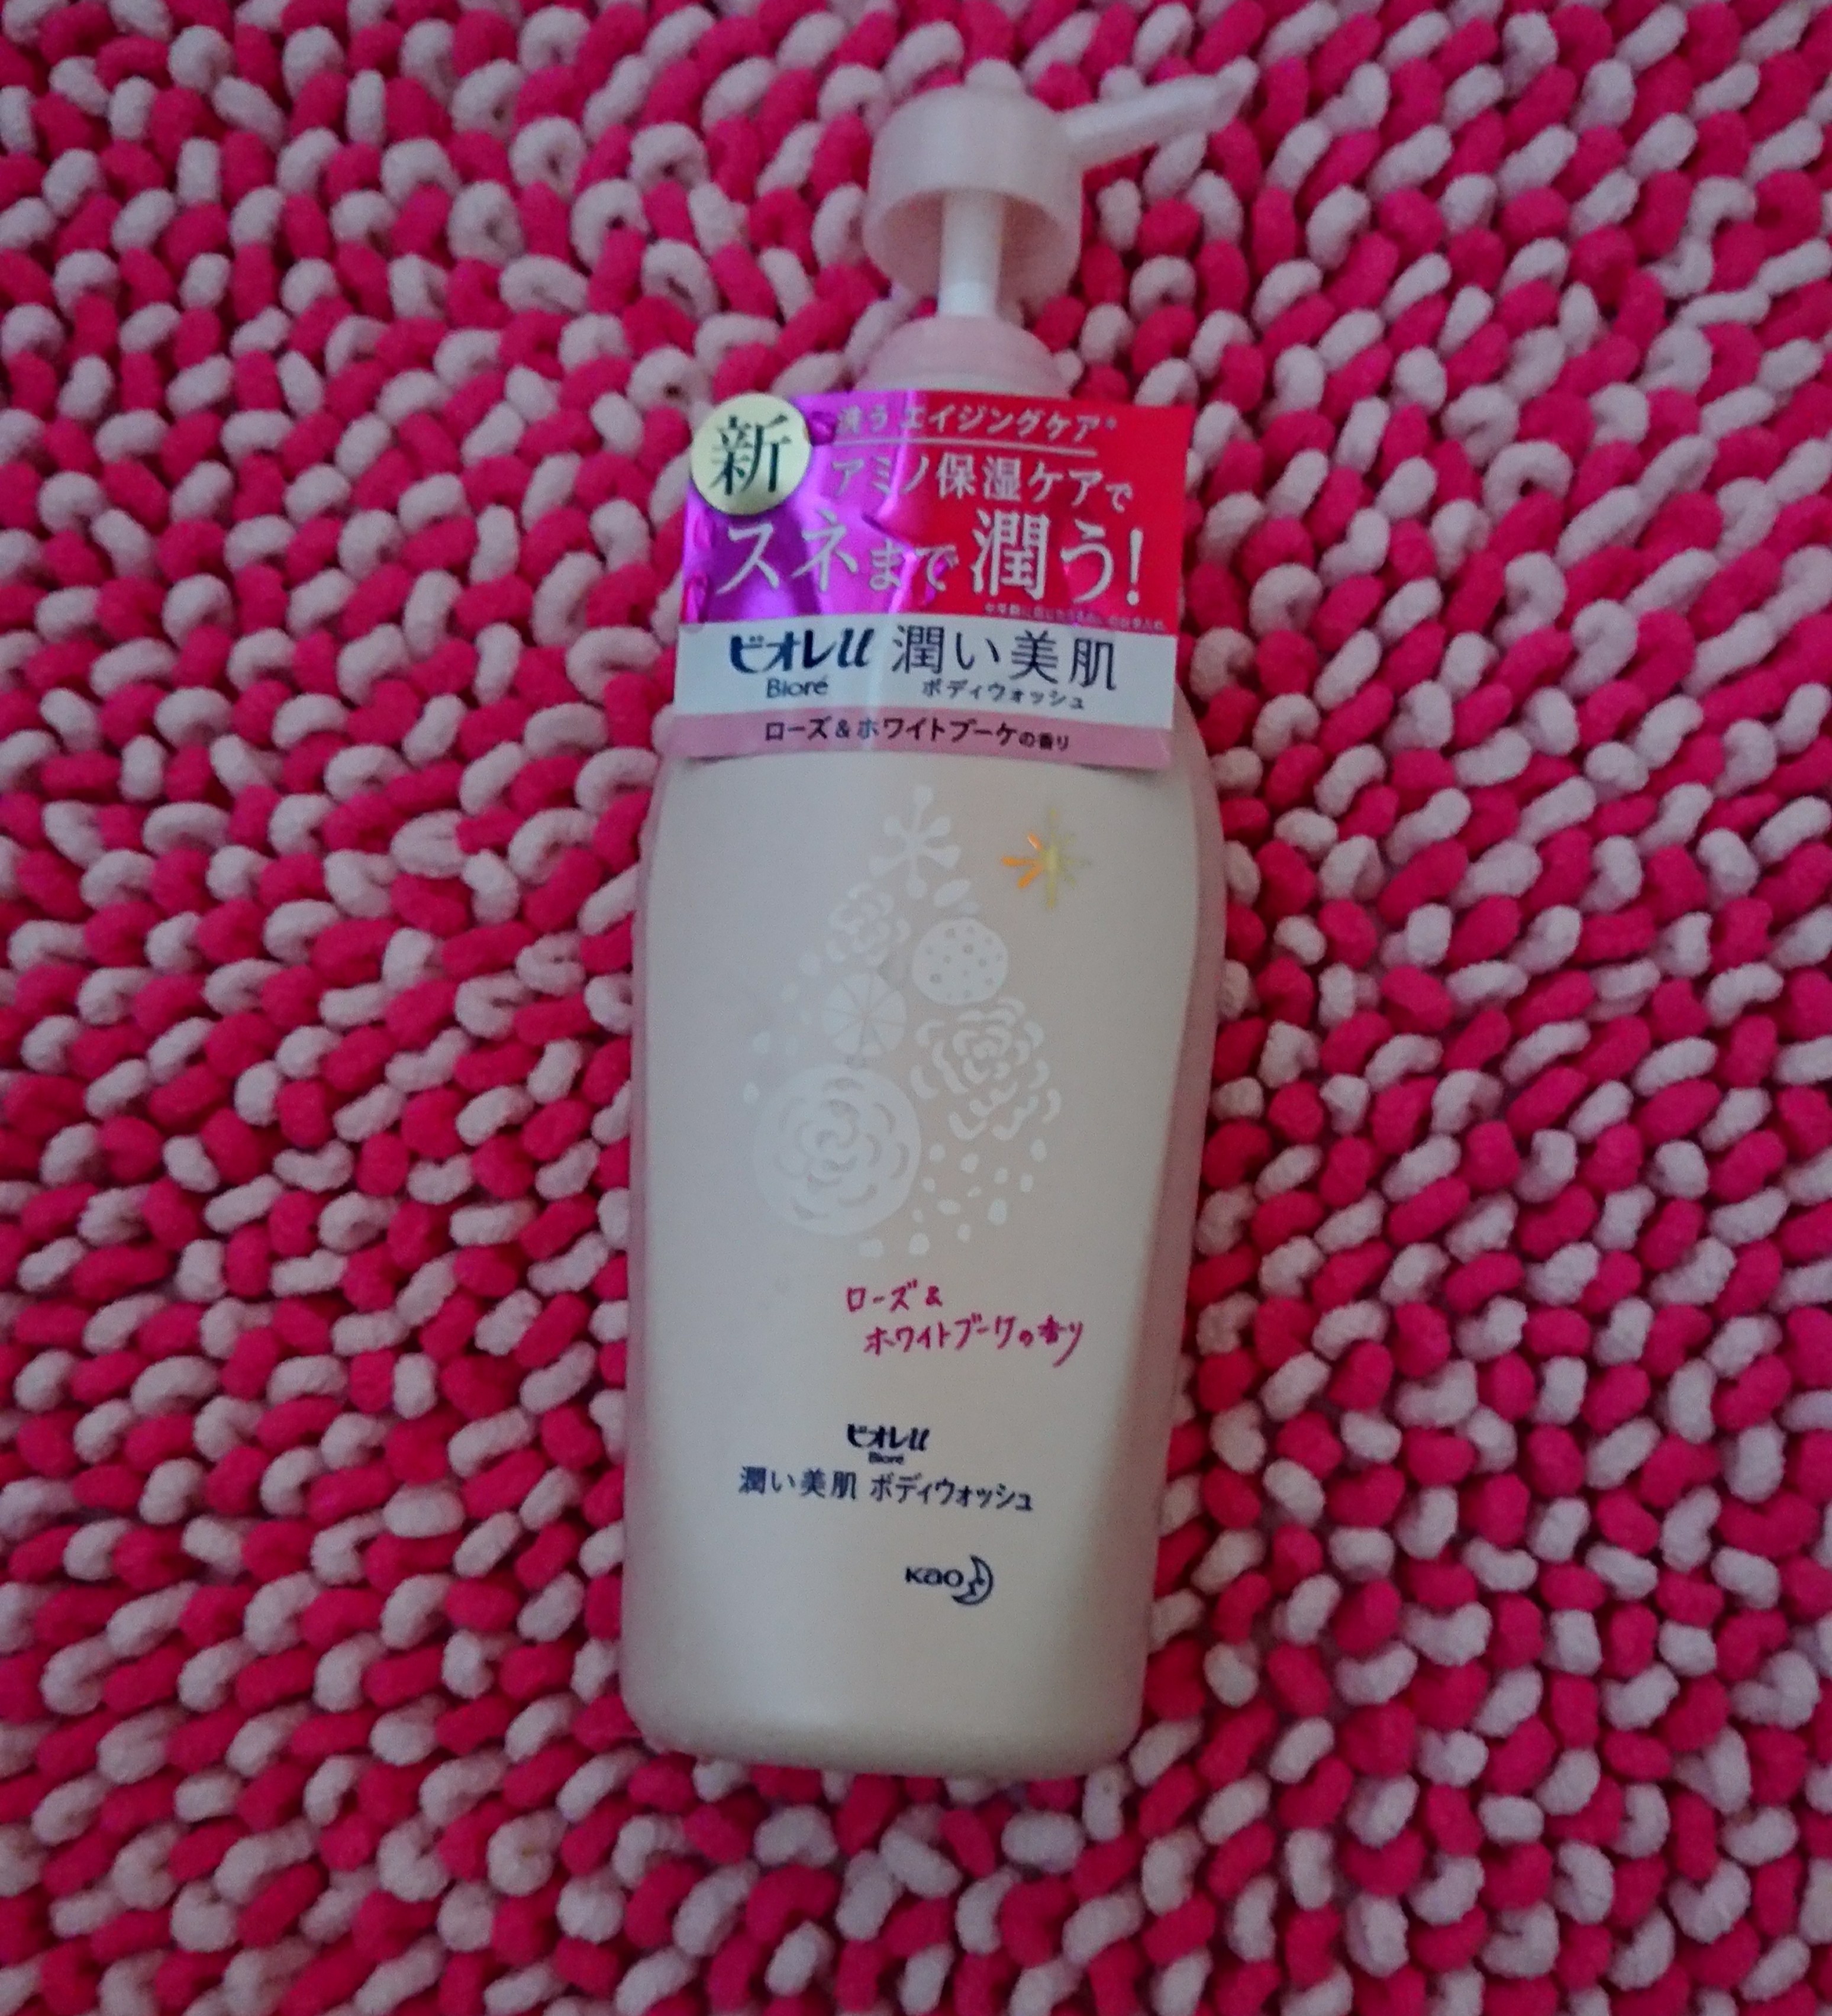 新
潤う エイジングケア*
アミノ保湿ケアで
スネまで潤う!
ビオレu 潤い美肌
Bioré ボディウォッシュ
ローズ&ホワイトブーケの香り
ローズ&
ホワイトブーケの香り
ビオレu
Bioré
潤い美肌 ボディウォッシュ
Kao